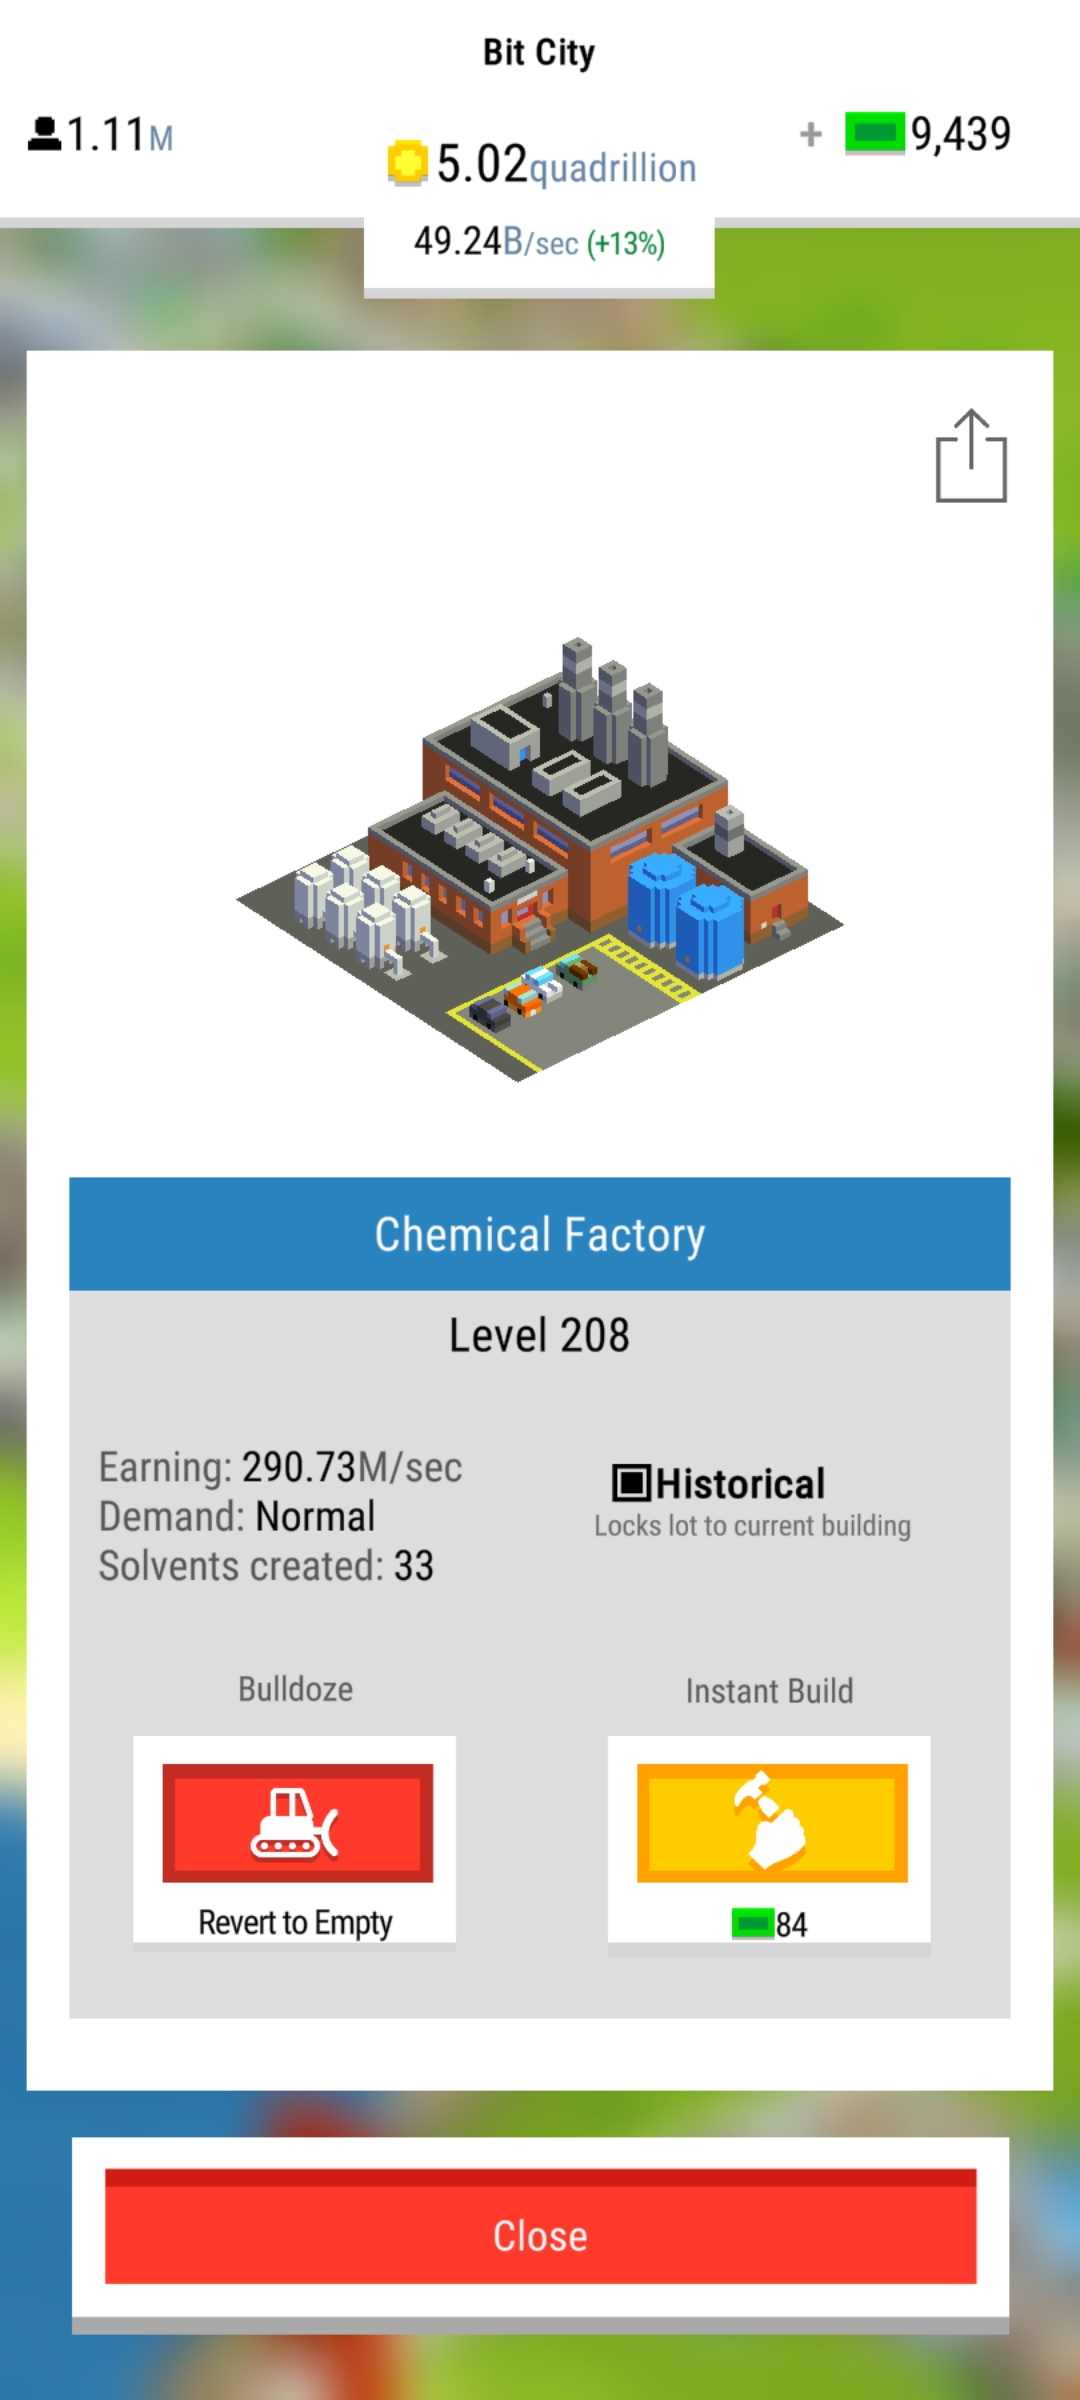 Bit City
1.11M
5.02quadrillion
+ 9,439
49.24B/sec (+13%)
Chemical Factory
Level 208
Earning: 290.73M/sec
Demand: Normal
Solvents created: 33
Historical
Locks lot to current building
Bulldoze
Revert to Empty
Instant Build
84
Close